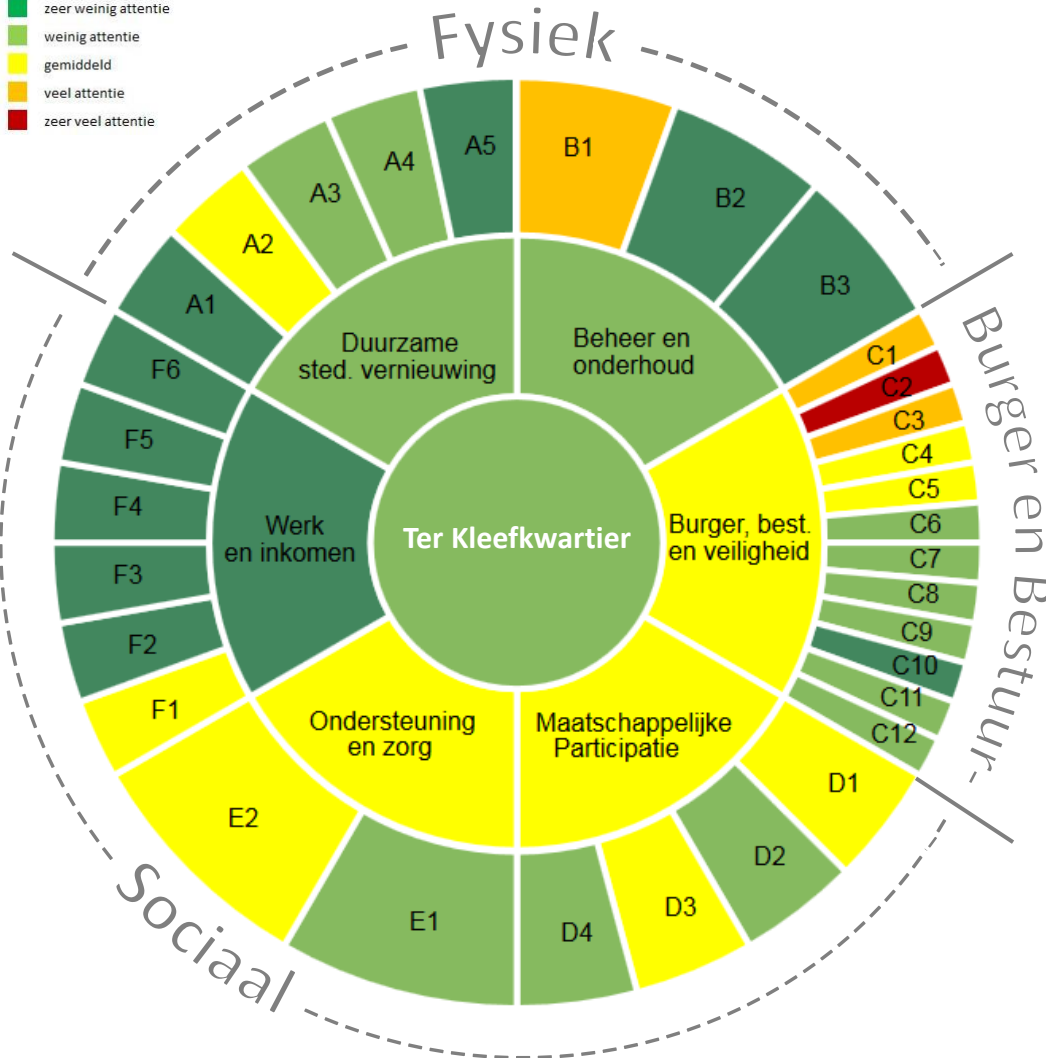 zeer weinig attentie
weinig attentie
gemiddeld
veel attentie
zeer veel attentie
Fysiek
A1
A2
A3
A4
A5
B1
B2
B3
Duurzame
sted. vernieuwing
Beheer en
onderhoud
Burger en Bestuur-
C1
C2
C3
C4
C5
C6
C7
C8
C9
C10
C11
C12
Burger, best.
en veiligheid
Ter Kleefkwartier
Werk
en inkomen
F6
F5
F4
F3
F2
F1
Ondersteuning
en zorg
Maatschappelijke
Participatie
D1
D2
D3
D4
E1
E2
Sociaal